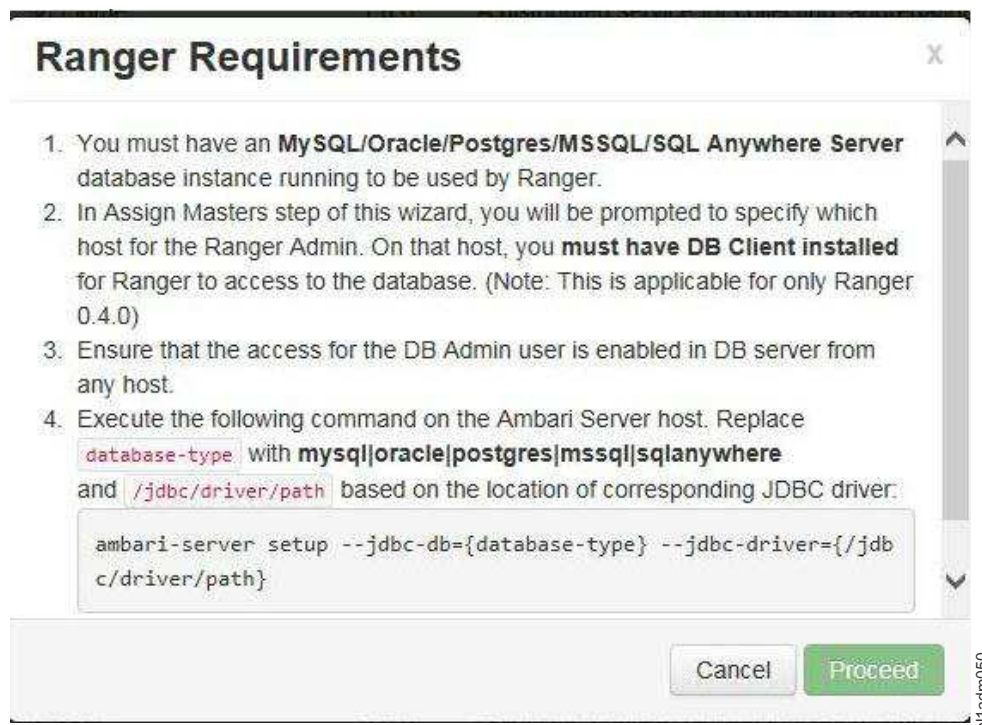 Ranger Requirements
X
1. You must have an MySQL/Oracle/Postgres/MSSQL/SQL Anywhere Server
database instance running to be used by Ranger.
2. In Assign Masters step of this wizard, you will be prompted to specify which
host for the Ranger Admin. On that host, you must have DB Client installed
for Ranger to access to the database. (Note: This is applicable for only Ranger
0.4.0)
3. Ensure that the access for the DB Admin user is enabled in DB server from
any host.
4. Execute the following command on the Ambari Server host. Replace
database-type with mysql|oracle|postgres|mssql|sqlanywhere
and /jdbc/driver/path based on the location of corresponding JDBC driver:
ambari-server setup --jdbc-db={database-type} --jdbc-driver={/jdb
c/driver/path}
Cancel
Proceed